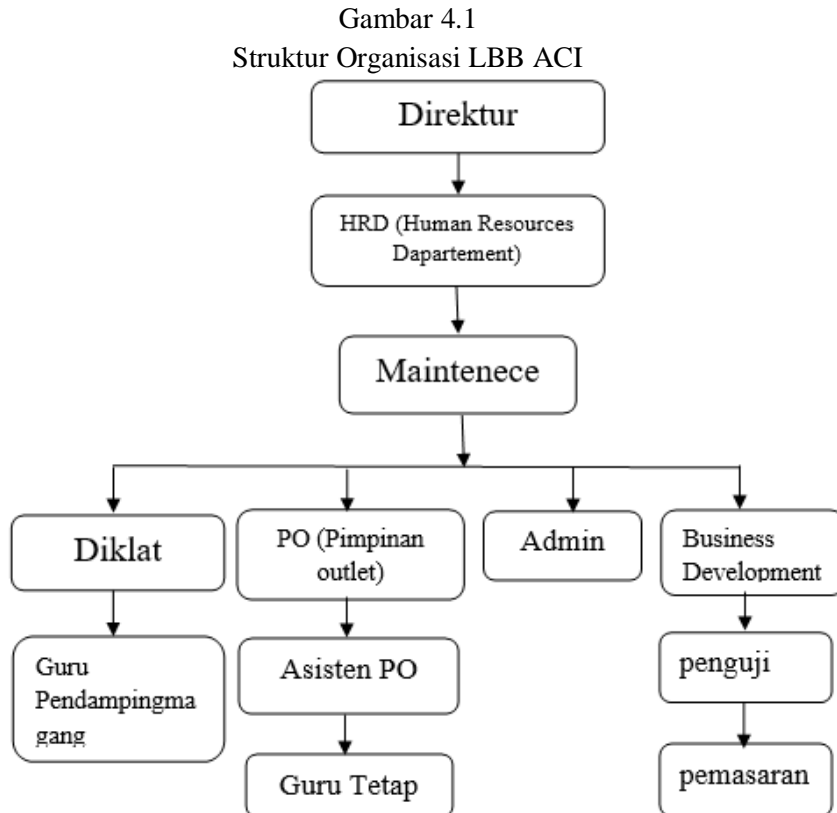 Gambar 4.1
Struktur Organisasi LBB ACI
Direktur
HRD (Human Resources
Dapartement)
Maintenece
Diklat
PO (Pimpinan
outlet)
Admin
Business
Development
Guru
Pendampingma
gang
Asisten PO
penguji
Guru Tetap
pemasaran